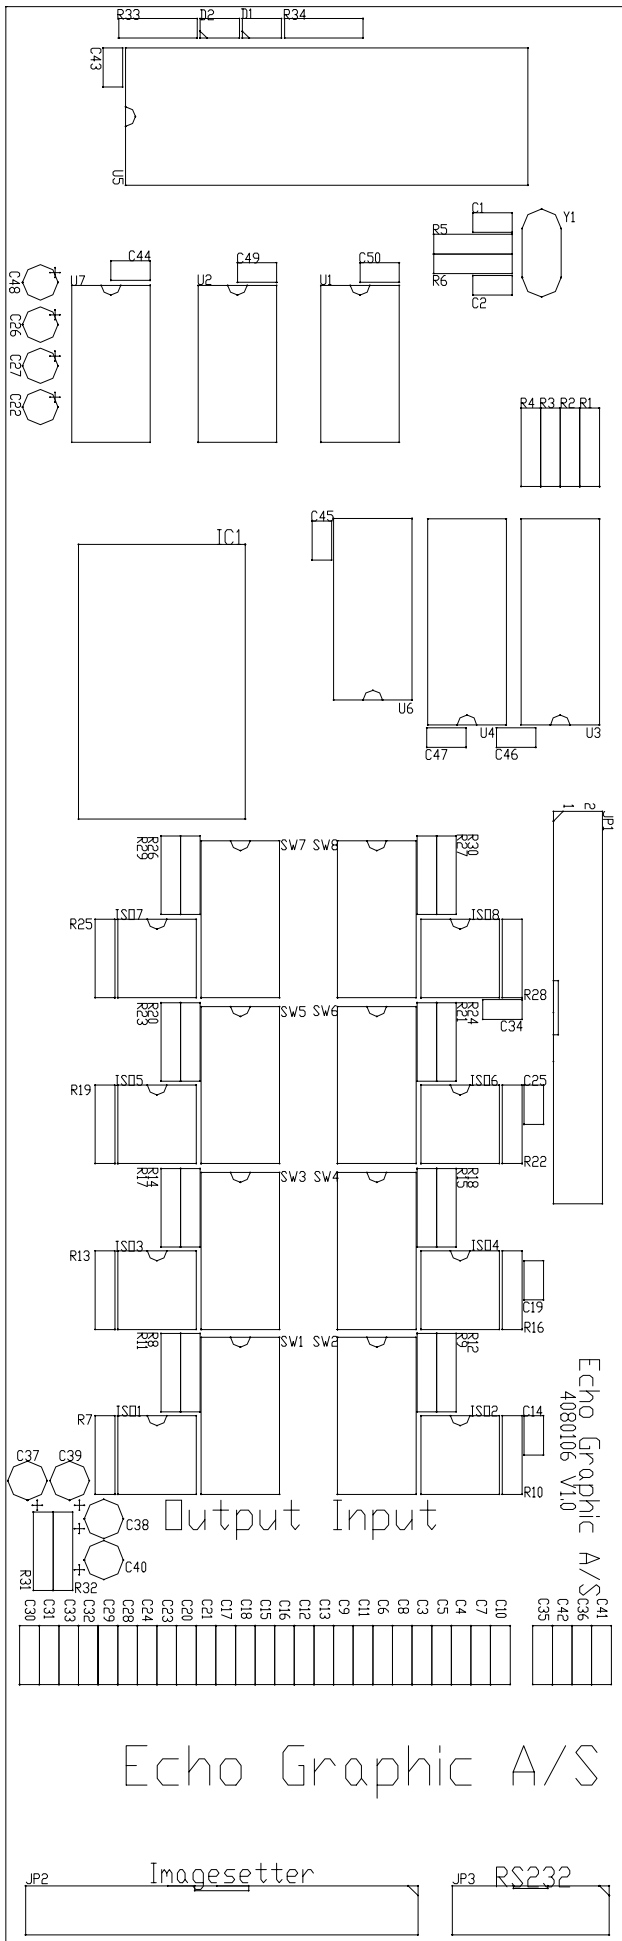 R33 D2 D1 R34
C43
U5
C1
R5 Y1
R6
C2
C48 U7 C44 U2 C49 U1 C50
C26
C27
C22
R4 R3 R2 R1
IC1 C45
U6 U4 U3
C47 C46
1 2 JP1
R29 R26 SW7 SW8 R27 R30
R25 ISO7 ISO8
R28
R23 R20 SW5 SW6 R21 R24 C34
R19 ISO5 ISO6 C25
R22
R17 R14 SW3 SW4 R15 R18
R13 ISO3 ISO4
C19
R16
R11 R8 SW1 SW2 R9 R12
R7 ISO1 ISO2 C14
R10
Echo Graphic A/S
4080106 V1.0
C37 C39
C38
C40
Output Input
R31 R32
C30 C31 C33 C32 C29 C28 C24 C23 C20 C21 C17 C18 C15 C16 C12 C13 C9 C11 C6 C8 C3 C5 C4 C7 C10 C35 C42 C36 C41
Echo Graphic A/S
JP2 Imagesetter JP3 RS232